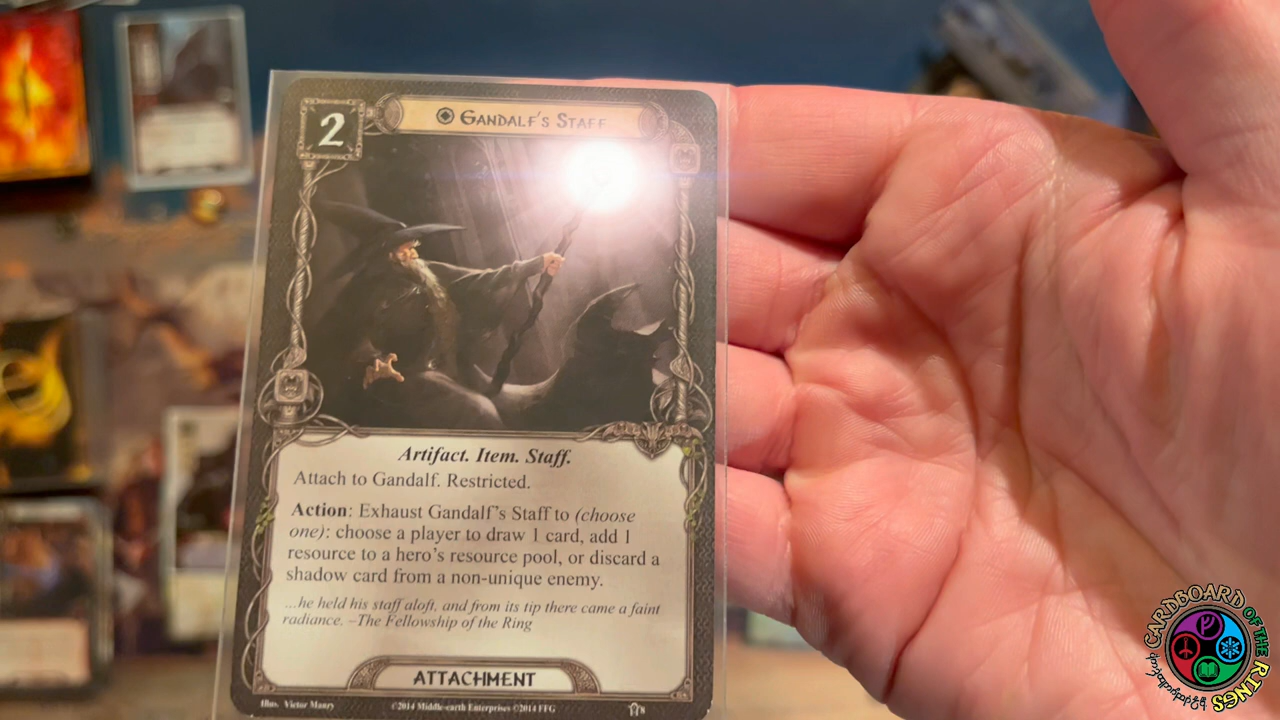 2
GANDALF'S STAFF
Artifact. Item. Staff.
Attach to Gandalf. Restricted.
Action: Exhaust Gandalf's Staff to (choose
one): choose a player to draw 1 card, add 1
resource to a hero's resource pool, or discard a
shadow card from a non-unique enemy.
...he held his staff aloft, and from its tip there came a faint
radiance. –The Fellowship of the Ring
ATTACHMENT
Illus. Victor Maury ©2014 Middle-earth Enterprises ©2014 FFG 8
CARDBOARD OF THE RINGS